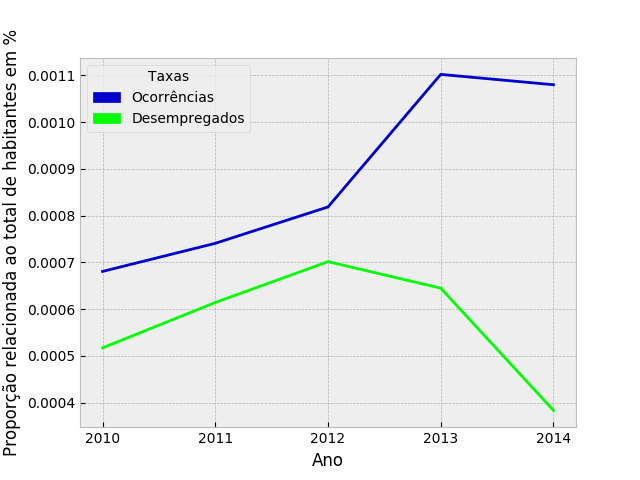 Proporção relacionada ao total de habitantes em %
0.0011
0.0010
0.0009
0.0008
0.0007
0.0006
0.0005
0.0004
Taxas
Ocorrências
Desempregados
2010 2011 2012 2013 2014
Ano